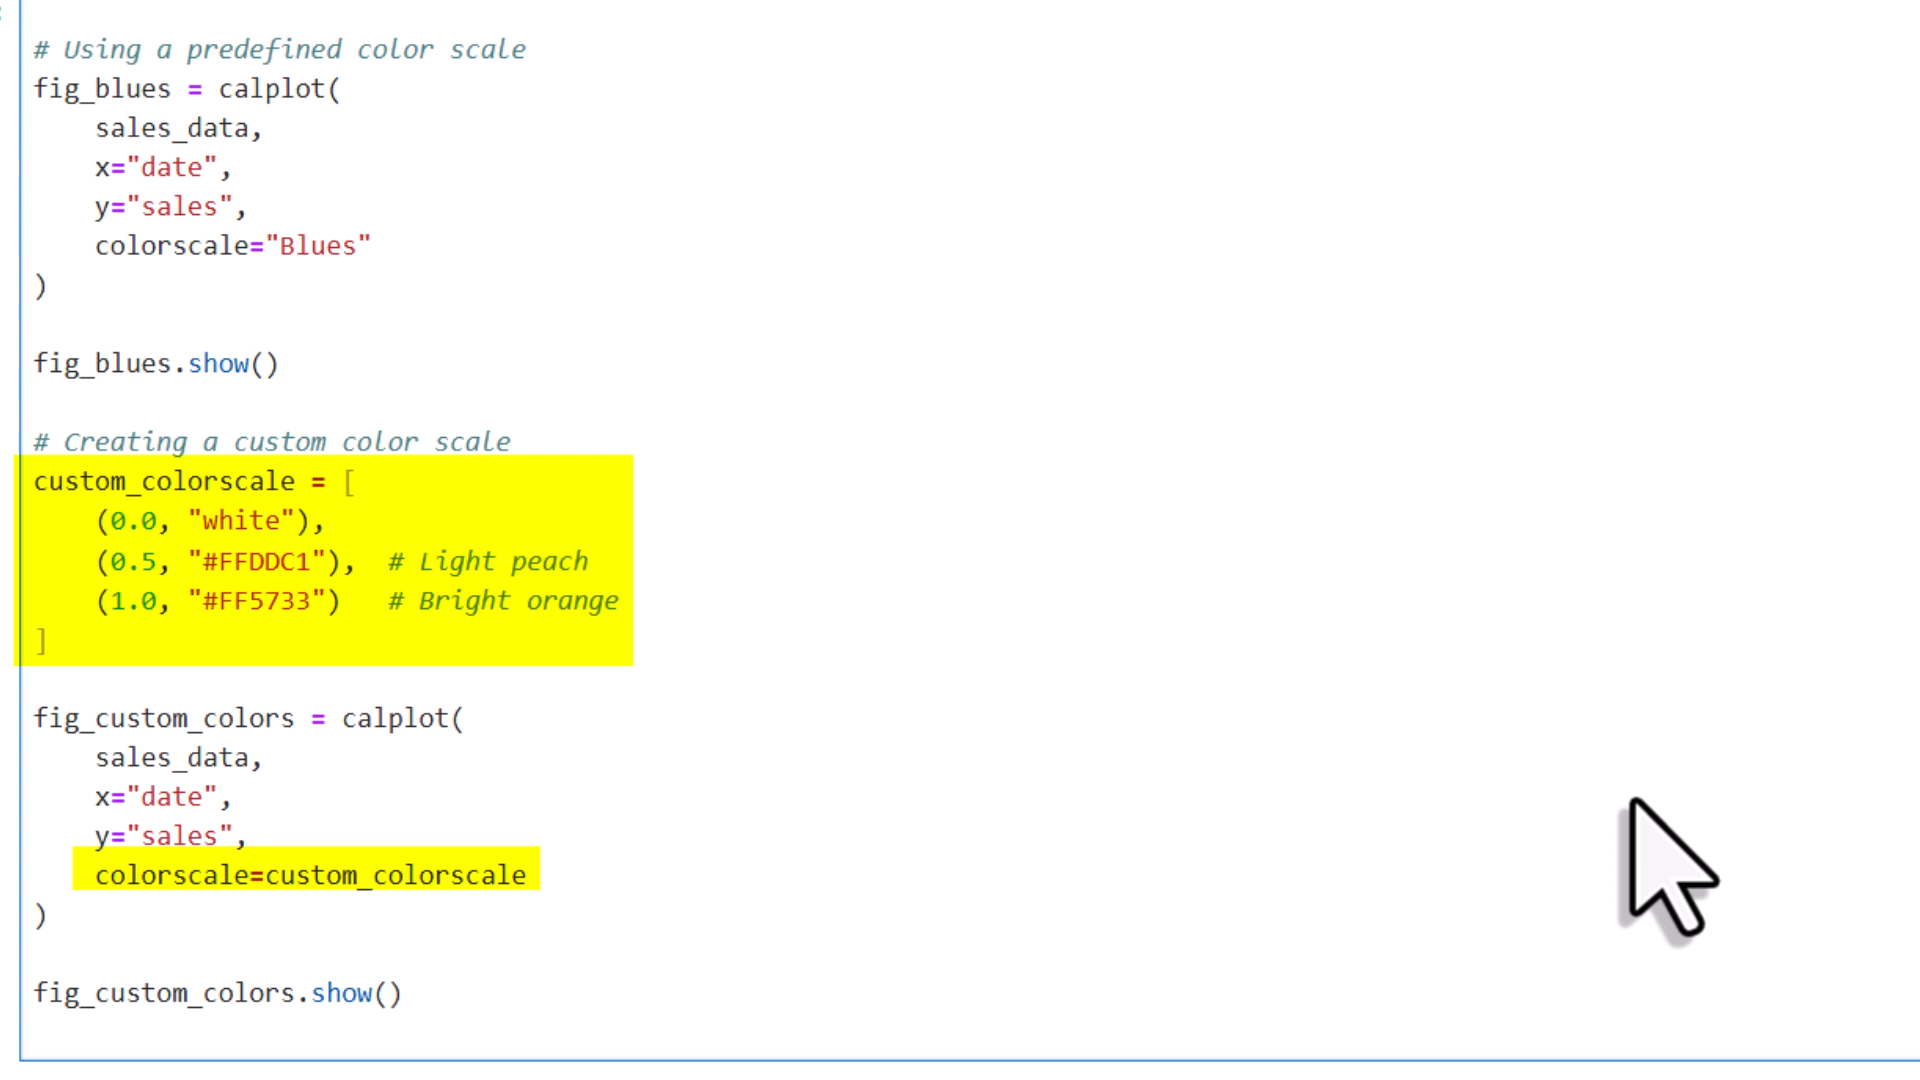 # Using a predefined color scale
fig_blues = calplot(
    sales_data,
    x="date",
    y="sales",
    colorscale="Blues"
)
fig_blues.show()
# Creating a custom color scale
custom_colorscale = [
    (0.0, "white"),
    (0.5, "#FFDDC1"),  # Light peach
    (1.0, "#FF5733")   # Bright orange
]
fig_custom_colors = calplot(
    sales_data,
    x="date",
    y="sales",
    colorscale=custom_colorscale
)
fig_custom_colors.show()